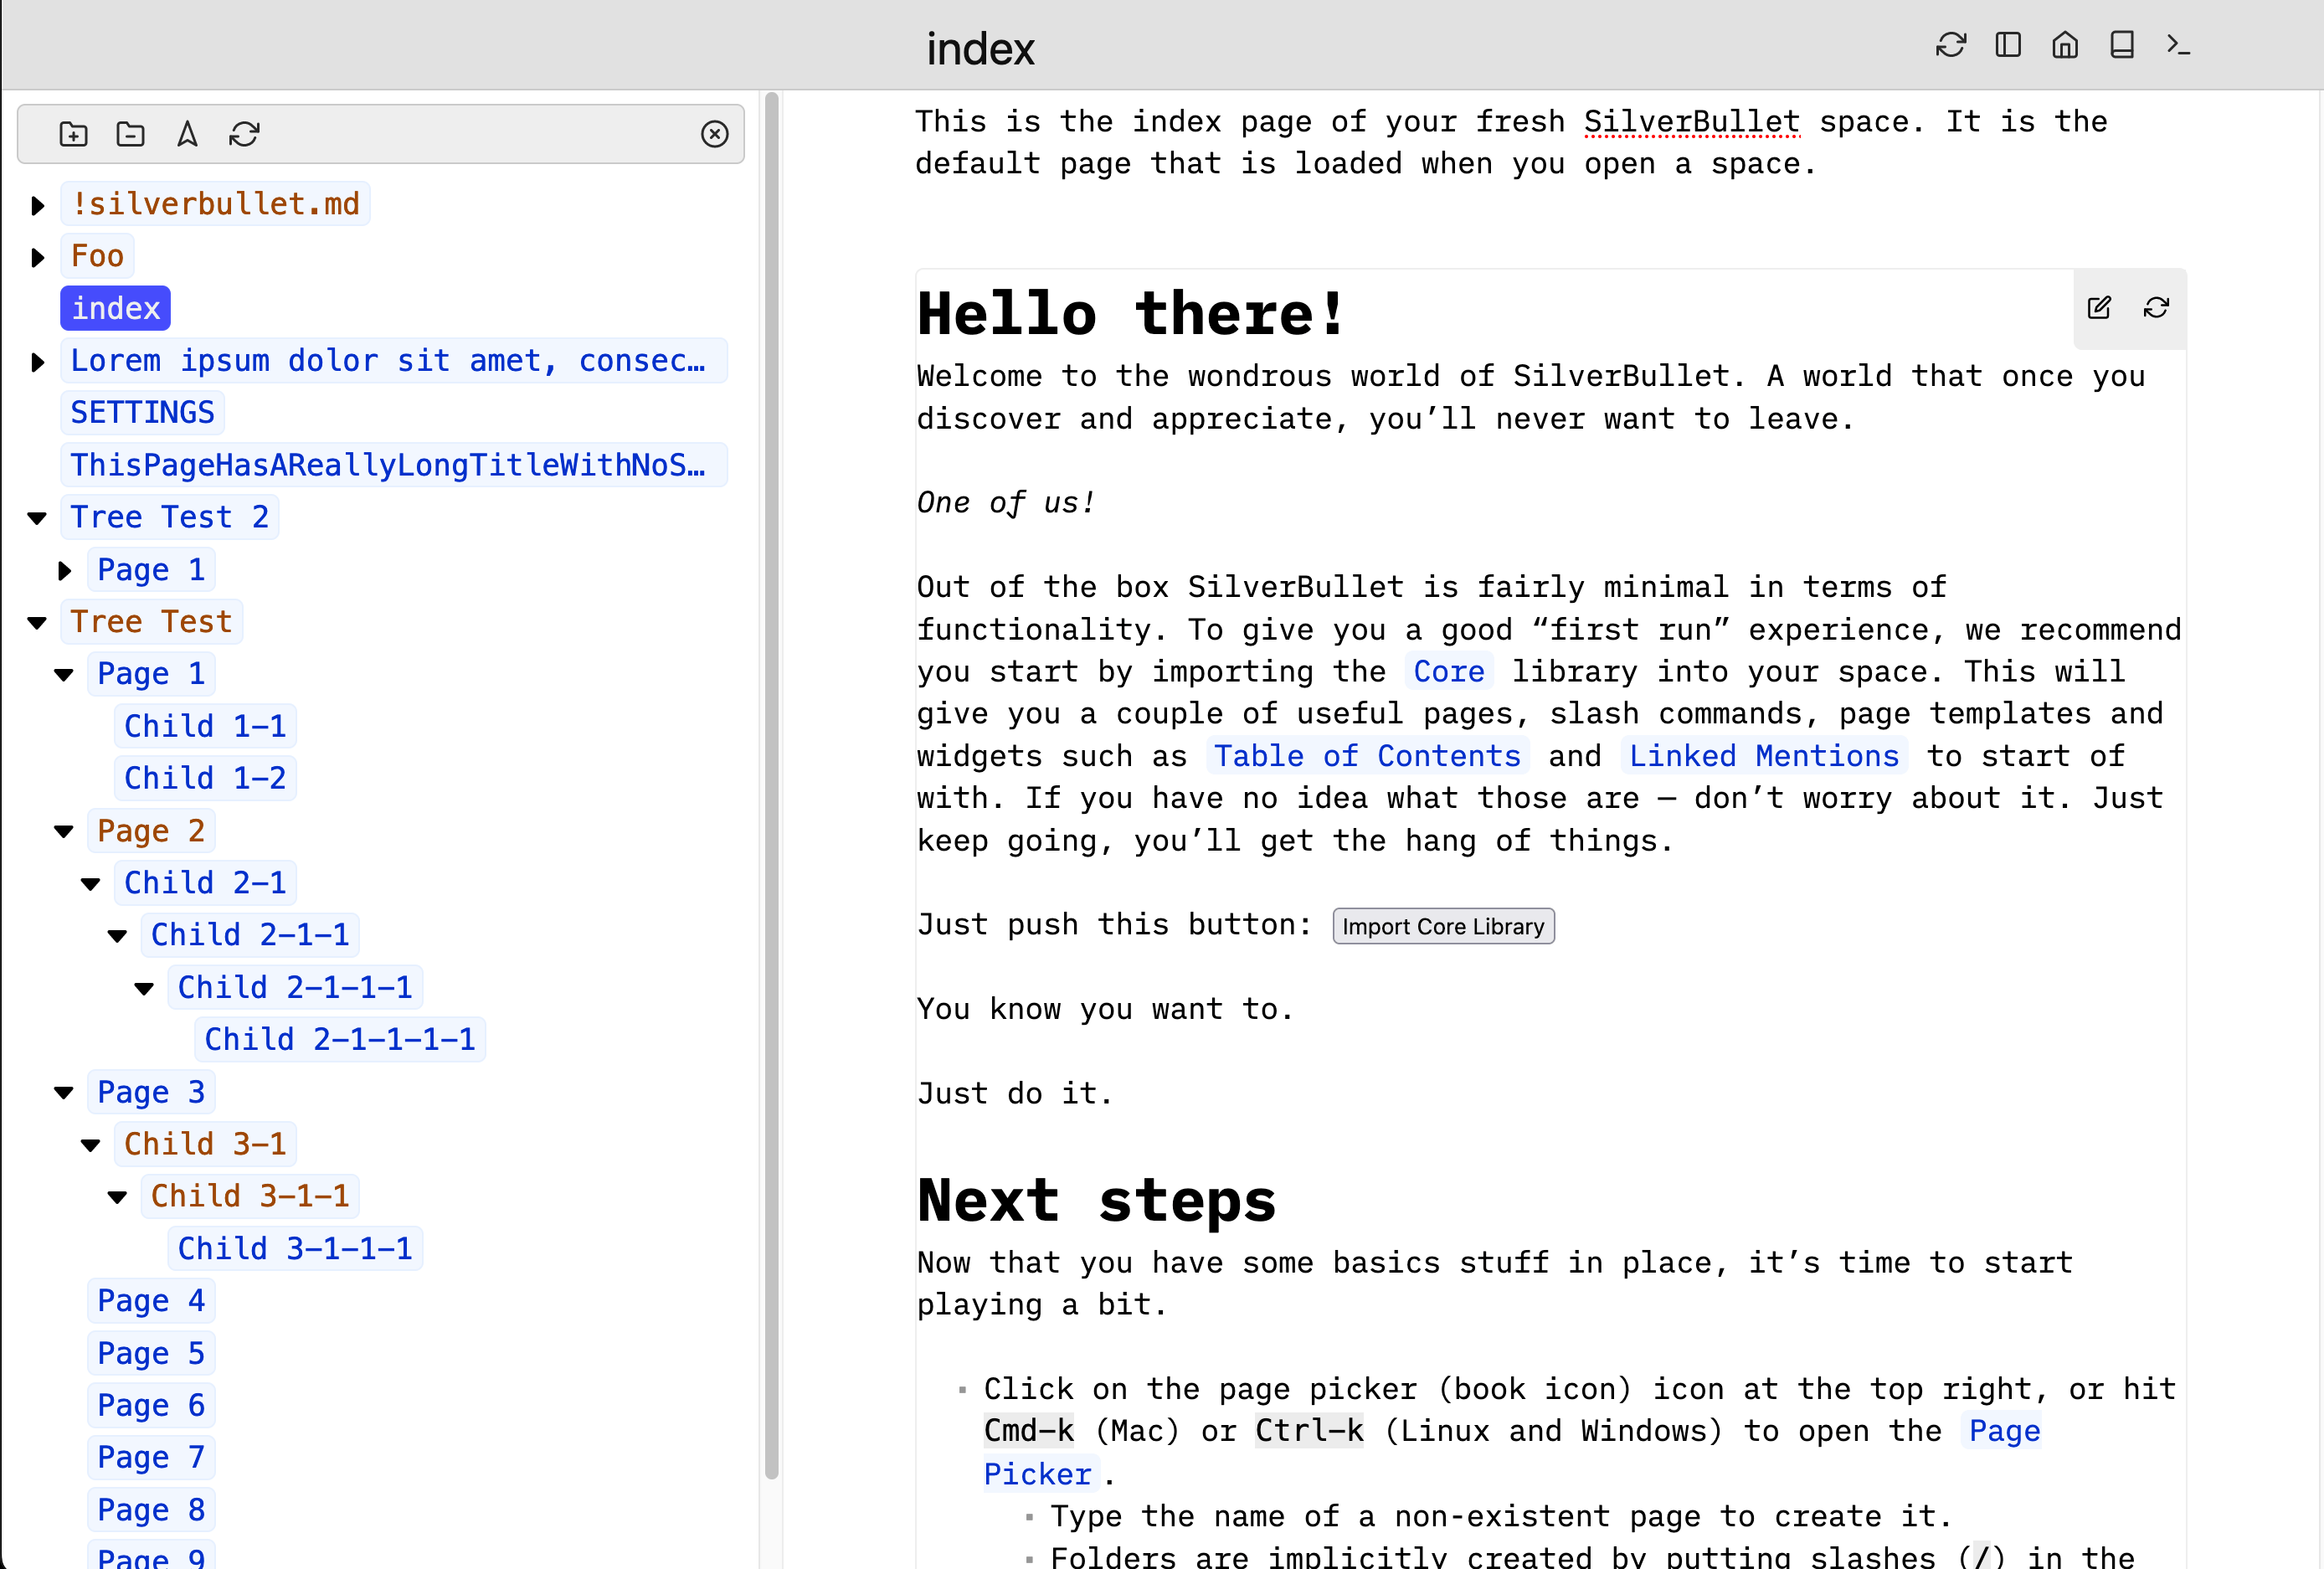 index
!silverbullet.md
Foo
index
Lorem ipsum dolor sit amet, consec…
SETTINGS
ThisPageHasAReallyLongTitleWithNoS…
Tree Test 2
Page 1
Tree Test
Page 1
Child 1-1
Child 1-2
Page 2
Child 2-1
Child 2-1-1
Child 2-1-1-1
Child 2-1-1-1-1
Page 3
Child 3-1
Child 3-1-1
Child 3-1-1-1
Page 4
Page 5
Page 6
Page 7
Page 8
Page 9
This is the index page of your fresh SilverBullet space. It is the
default page that is loaded when you open a space.
Hello there!
Welcome to the wondrous world of SilverBullet. A world that once you
discover and appreciate, you’ll never want to leave.
One of us!
Out of the box SilverBullet is fairly minimal in terms of
functionality. To give you a good “first run” experience, we recommend
you start by importing the Core library into your space. This will
give you a couple of useful pages, slash commands, page templates and
widgets such as Table of Contents and Linked Mentions to start of
with. If you have no idea what those are — don’t worry about it. Just
keep going, you’ll get the hang of things.
Just push this button: Import Core Library
You know you want to.
Just do it.
Next steps
Now that you have some basics stuff in place, it’s time to start
playing a bit.
Click on the page picker (book icon) icon at the top right, or hit
Cmd-k (Mac) or Ctrl-k (Linux and Windows) to open the Page
Picker.
Type the name of a non-existent page to create it.
Folders are implicitly created by putting slashes (/) in the